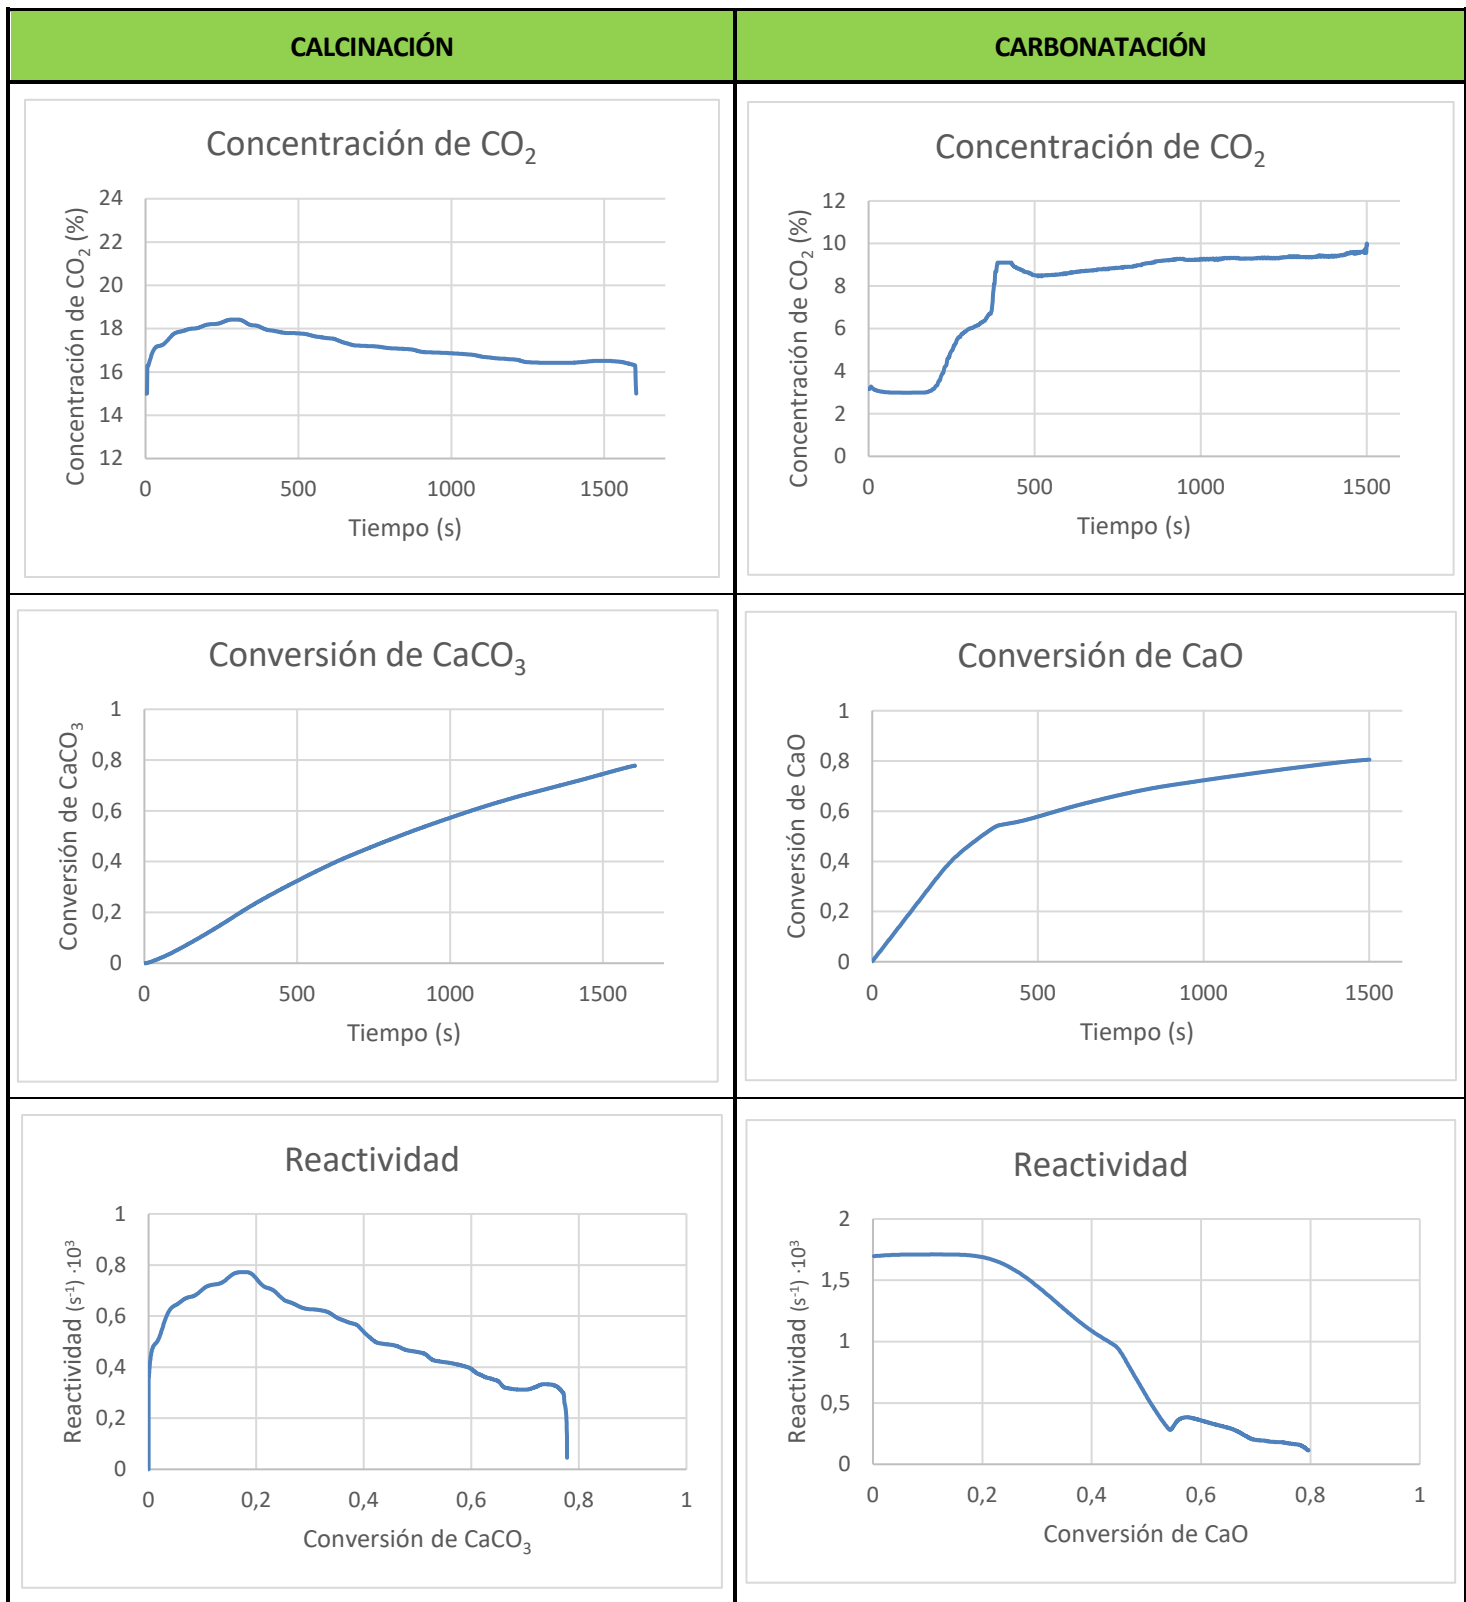 CALCINACIÓN
CARBONATACIÓN
Concentración de CO₂
Concentración de CO₂ (%)
24
22
20
18
16
14
12
0 500 1000 1500
Tiempo (s)
Concentración de CO₂
Concentración de CO₂ (%)
12
10
8
6
4
2
0
0 500 1000 1500
Tiempo (s)
Conversión de CaCO₃
Conversión de CaCO₃
1
0,8
0,6
0,4
0,2
0
0 500 1000 1500
Tiempo (s)
Conversión de CaO
Conversión de CaO
1
0,8
0,6
0,4
0,2
0
0 500 1000 1500
Tiempo (s)
Reactividad
Reactividad (s⁻¹) ·10³
1
0,8
0,6
0,4
0,2
0
0 0,2 0,4 0,6 0,8 1
Conversión de CaCO₃
Reactividad
Reactividad (s⁻¹) ·10³
2
1,5
1
0,5
0
0 0,2 0,4 0,6 0,8 1
Conversión de CaO